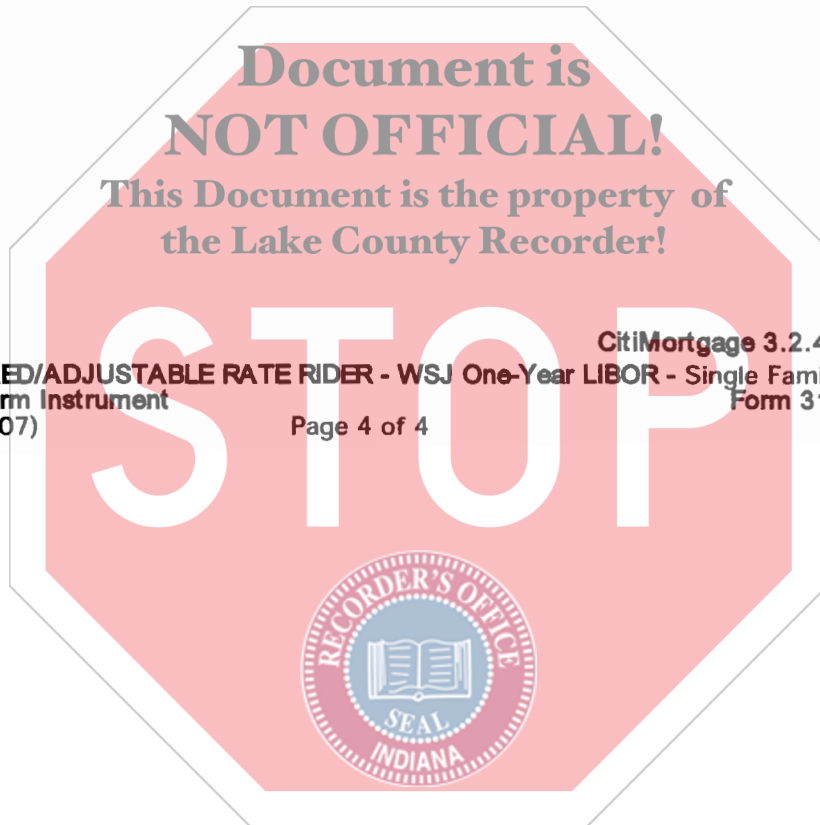 Document is
NOT OFFICIAL!
This Document is the property of
the Lake County Recorder!
STOP
CitiMortgage 3.2.4
ED/ADJUSTABLE RATE RIDER - WSJ One-Year LIBOR - Single Fami
rm Instrument Form 31
07) Page 4 of 4
RECORDER'S OFFICE
SEAL
INDIANA